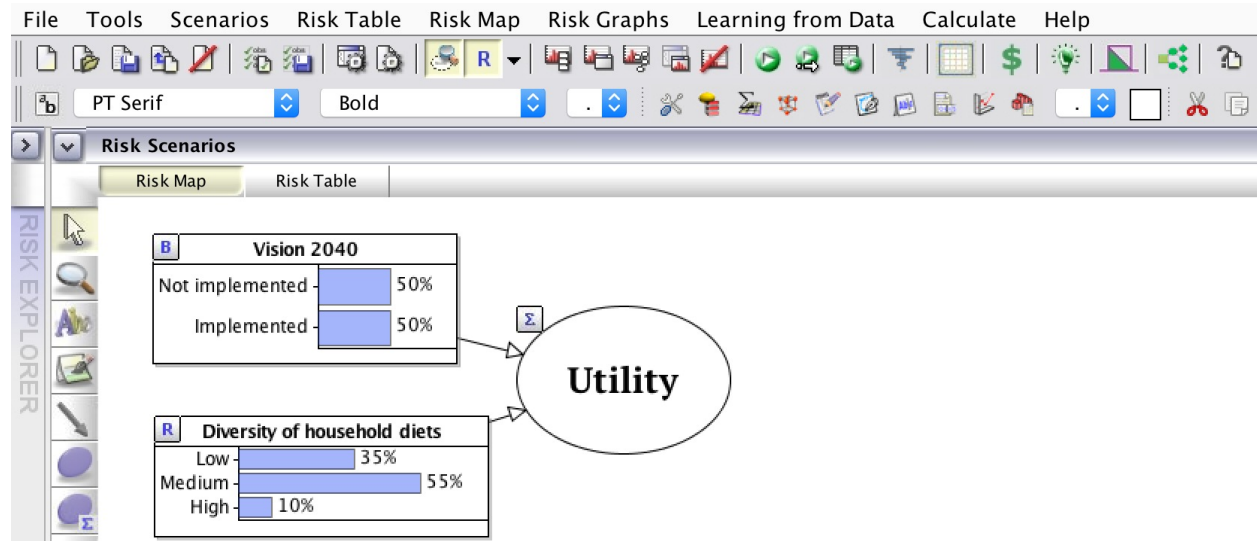 File Tools Scenarios Risk Table Risk Map Risk Graphs Learning from Data Calculate Help
R
PT Serif Bold . .
Risk Scenarios
Risk Map Risk Table
RISK EXPLORER
B Vision 2040
Not implemented 50%
Implemented 50%
Σ
Utility
R Diversity of household diets
Low 35%
Medium 55%
High 10%
Abc
Σ